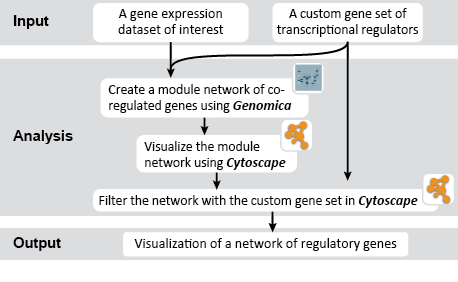 Input
A gene expression
dataset of interest
A custom gene set of
transcriptional regulators
Analysis
Create a module network of co-
regulated genes using Genomica
Visualize the module
network using Cytoscape
Filter the network with the custom gene set in Cytoscape
Output
Visualization of a network of regulatory genes